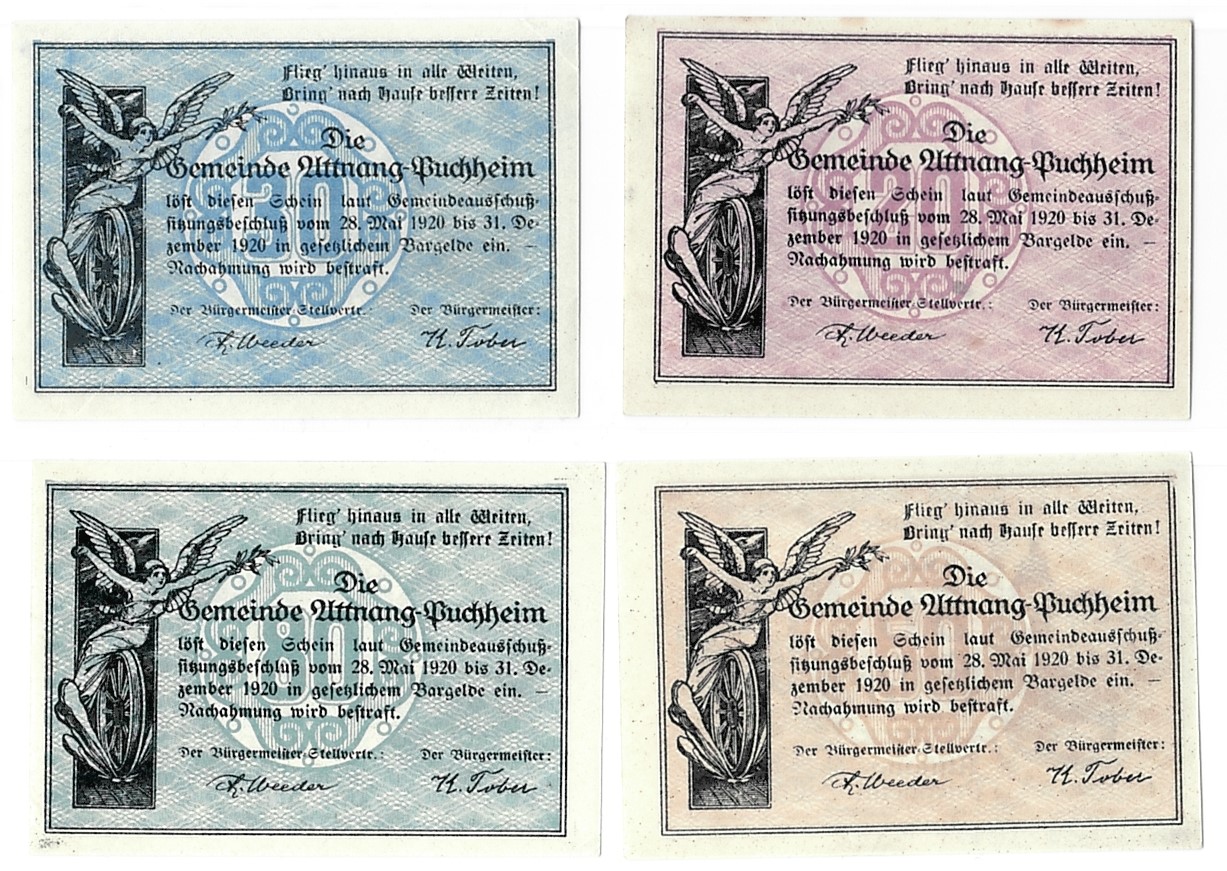 Flieg' hinaus in alle Weiten,
Bring' nach Hause bessere Zeiten!
Die
Gemeinde Attnang-Puchheim
30
löst diesen Schein laut Gemeindeausschuß-
sitzungsbeschluß vom 28. Mai 1920 bis 31. De-
zember 1920 in gesetzlichem Bargelde ein. —
Nachahmung wird bestraft.
Der Bürgermeister-Stellvertr.: Der Bürgermeister:
K. Tober
Flieg' hinaus in alle Weiten,
Bring' nach Hause bessere Zeiten!
Die
Gemeinde Attnang-Puchheim
20
löst diesen Schein laut Gemeindeausschuß-
sitzungsbeschluß vom 28. Mai 1920 bis 31. De-
zember 1920 in gesetzlichem Bargelde ein. —
Nachahmung wird bestraft.
Der Bürgermeister-Stellvertr.: Der Bürgermeister:
K. Tober
Flieg' hinaus in alle Weiten,
Bring' nach Hause bessere Zeiten!
Die
Gemeinde Attnang-Puchheim
80
löst diesen Schein laut Gemeindeausschuß-
sitzungsbeschluß vom 28. Mai 1920 bis 31. De-
zember 1920 in gesetzlichem Bargelde ein. —
Nachahmung wird bestraft.
Der Bürgermeister-Stellvertr.: Der Bürgermeister:
K. Tober
Flieg' hinaus in alle Weiten,
Bring' nach Hause bessere Zeiten!
Die
Gemeinde Attnang-Puchheim
löst diesen Schein laut Gemeindeausschuß-
sitzungsbeschluß vom 28. Mai 1920 bis 31. De-
zember 1920 in gesetzlichem Bargelde ein. —
Nachahmung wird bestraft.
Der Bürgermeister-Stellvertr.: Der Bürgermeister:
K. Tober